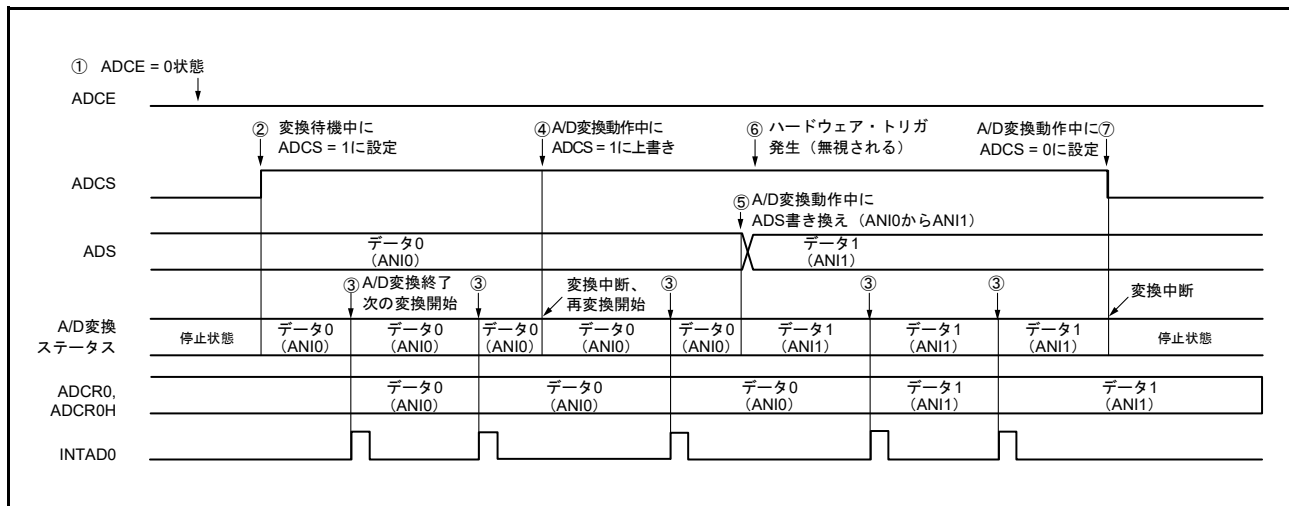 ① ADCE = 0状態
ADCE
② 変換待機中に
ADCS = 1に設定
④ A/D変換動作中に
ADCS = 1に上書き
⑥ ハードウェア・トリガ
発生（無視される）
A/D変換動作中に ⑦
ADCS = 0に設定
ADCS
⑤ A/D変換動作中に
ADS書き換え（ANI0からANI1）
ADS
データ0
（ANI0）
データ1
（ANI1）
③ A/D変換終了
次の変換開始
③
変換中断、
再変換開始
③
③
③
変換中断
A/D変換
ステータス
停止状態
データ0
（ANI0）
データ0
（ANI0）
データ0
（ANI0）
データ0
（ANI0）
データ0
（ANI0）
データ1
（ANI1）
データ1
（ANI1）
データ1
（ANI1）
停止状態
ADCR0,
ADCR0H
データ0
（ANI0）
データ0
（ANI0）
データ0
（ANI0）
データ1
（ANI1）
データ1
（ANI1）
INTAD0